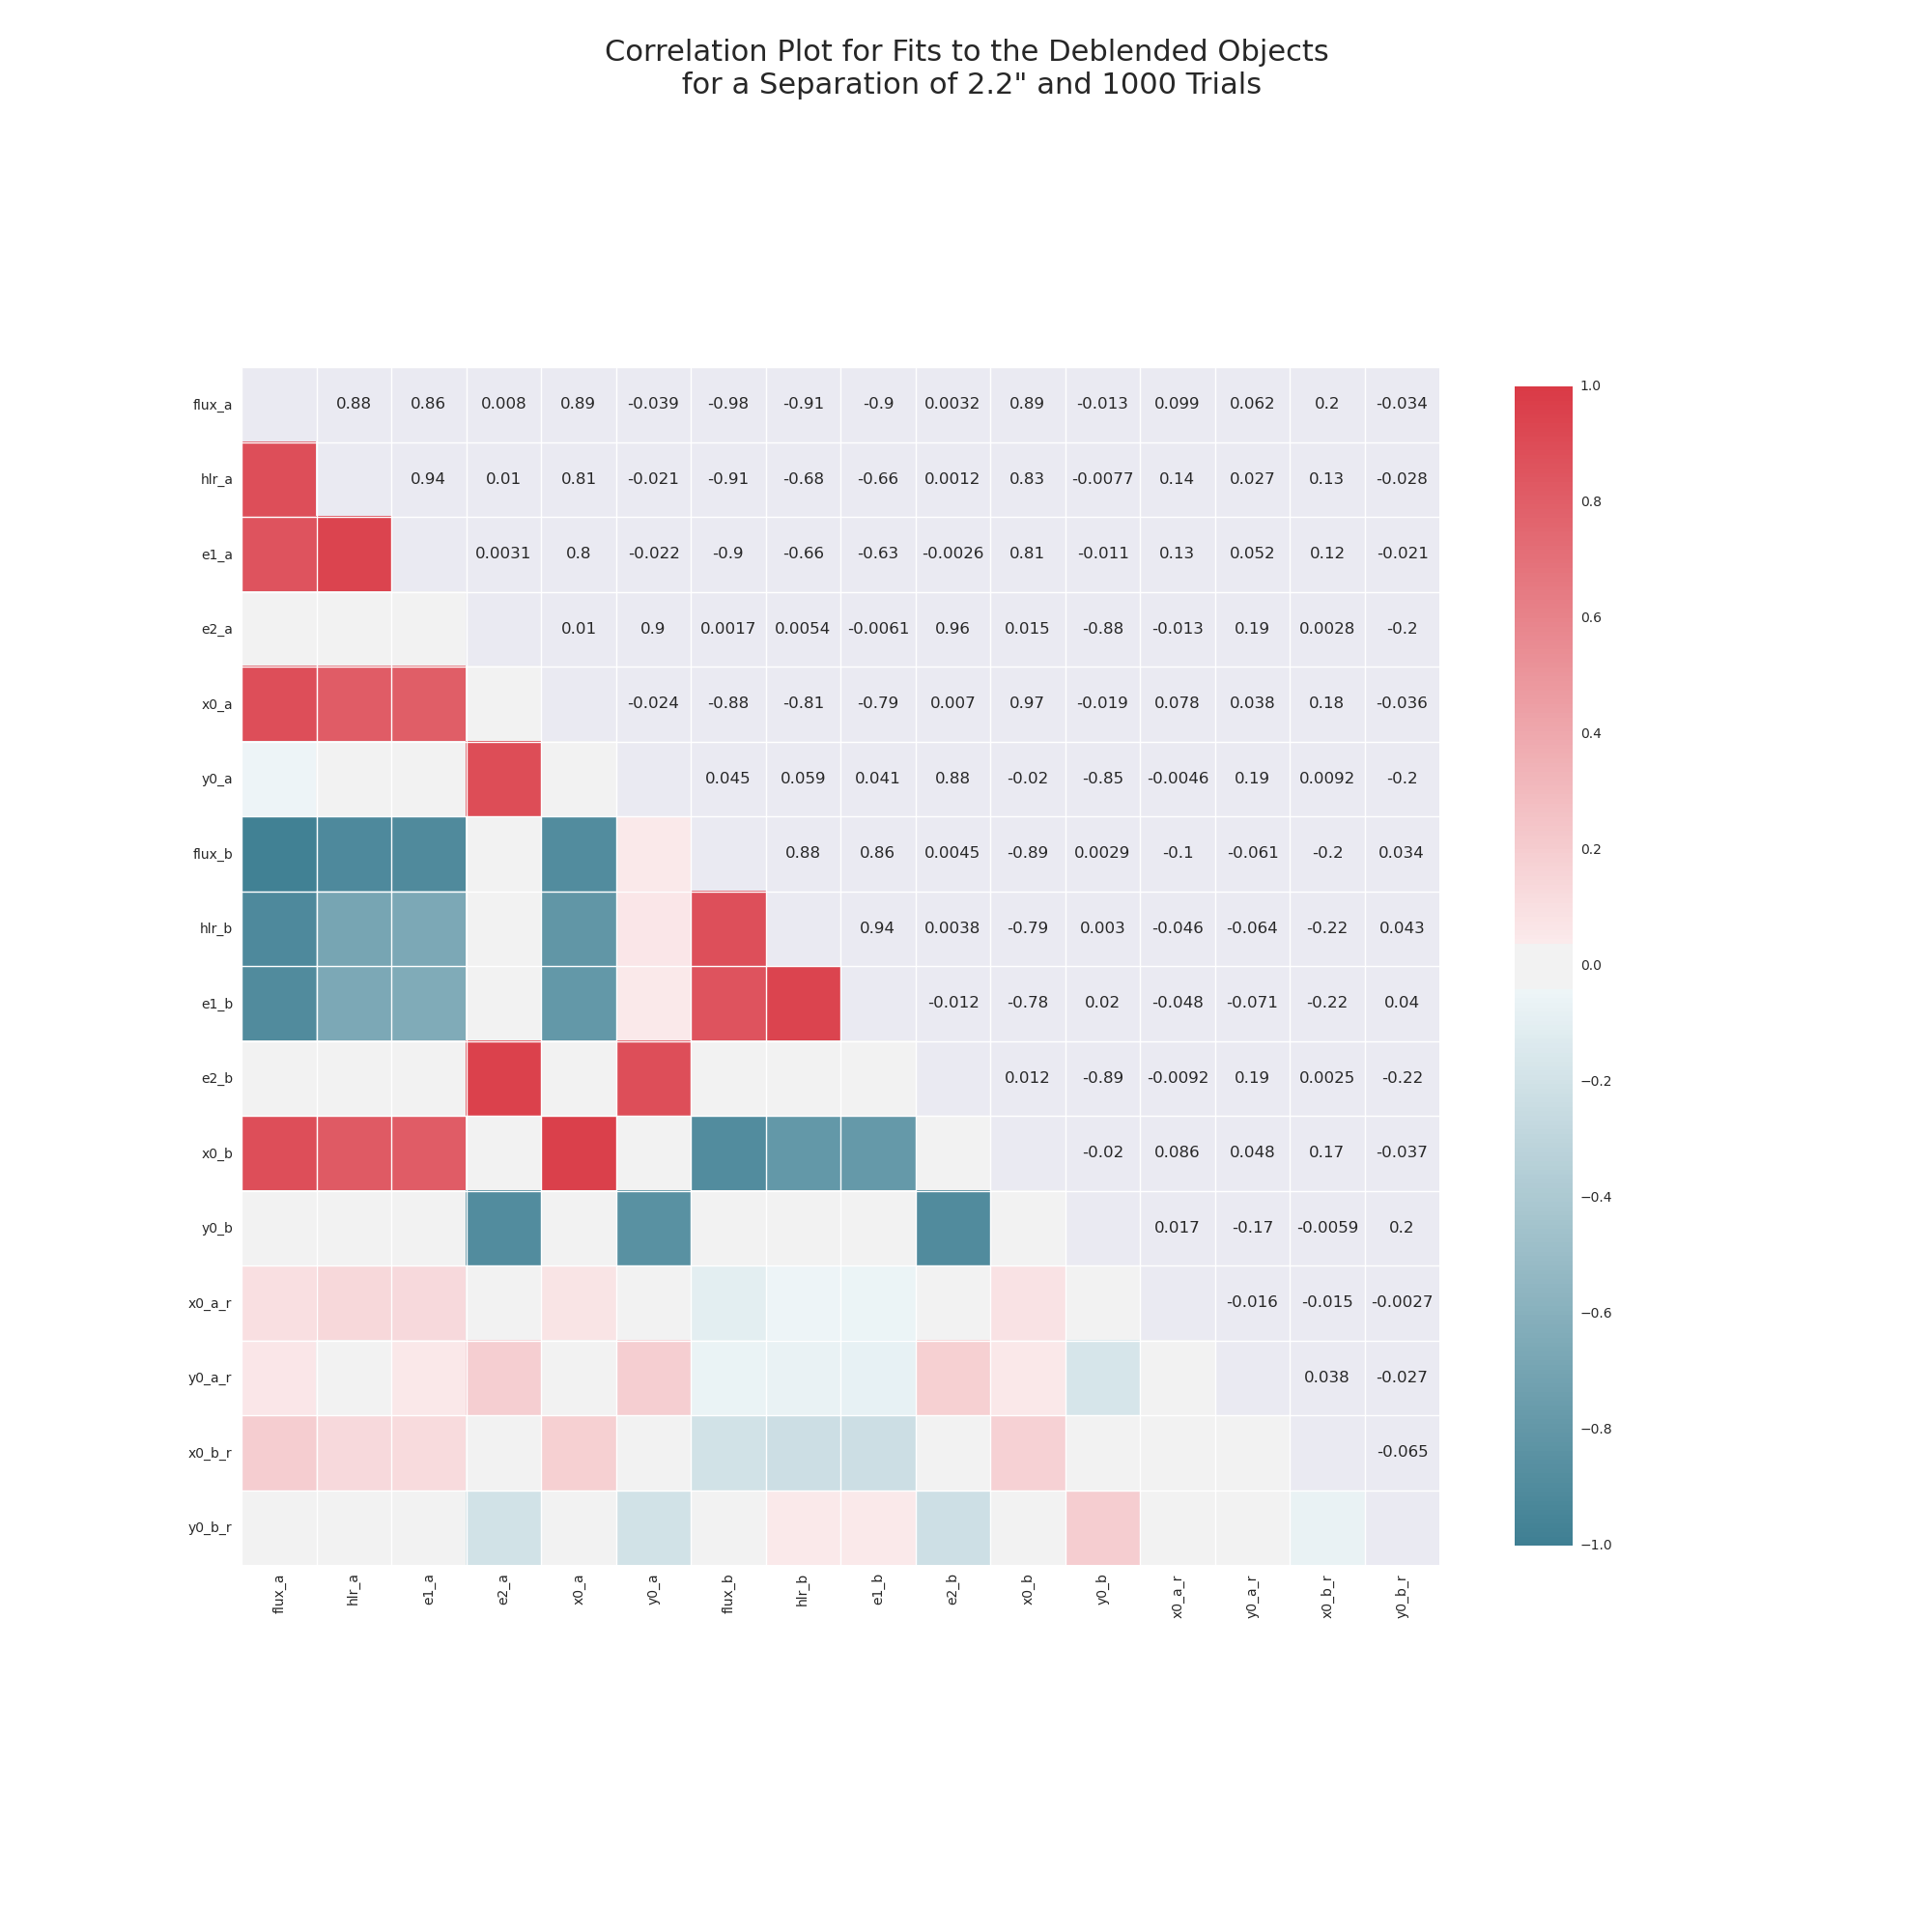 Correlation Plot for Fits to the Deblended Objects
for a Separation of 2.2" and 1000 Trials
flux_a 0.88 0.86 0.008 0.89 -0.039 -0.98 -0.91 -0.9 0.0032 0.89 -0.013 0.099 0.062 0.2 -0.034
hlr_a 0.94 0.01 0.81 -0.021 -0.91 -0.68 -0.66 0.0012 0.83 -0.0077 0.14 0.027 0.13 -0.028
e1_a 0.0031 0.8 -0.022 -0.9 -0.66 -0.63 -0.0026 0.81 -0.011 0.13 0.052 0.12 -0.021
e2_a 0.01 0.9 0.0017 0.0054 -0.0061 0.96 0.015 -0.88 -0.013 0.19 0.0028 -0.2
x0_a -0.024 -0.88 -0.81 -0.79 0.007 0.97 -0.019 0.078 0.038 0.18 -0.036
y0_a 0.045 0.059 0.041 0.88 -0.02 -0.85 -0.0046 0.19 0.0092 -0.2
flux_b 0.88 0.86 0.0045 -0.89 0.0029 -0.1 -0.061 -0.2 0.034
hlr_b 0.94 0.0038 -0.79 0.003 -0.046 -0.064 -0.22 0.043
e1_b -0.012 -0.78 0.02 -0.048 -0.071 -0.22 0.04
e2_b 0.012 -0.89 -0.0092 0.19 0.0025 -0.22
x0_b -0.02 0.086 0.048 0.17 -0.037
y0_b 0.017 -0.17 -0.0059 0.2
x0_a_r -0.016 -0.015 -0.0027
y0_a_r 0.038 -0.027
x0_b_r -0.065
y0_b_r
flux_a hlr_a e1_a e2_a x0_a y0_a flux_b hlr_b e1_b e2_b x0_b y0_b x0_a_r y0_a_r x0_b_r y0_b_r
1.0
0.8
0.6
0.4
0.2
0.0
−0.2
−0.4
−0.6
−0.8
−1.0